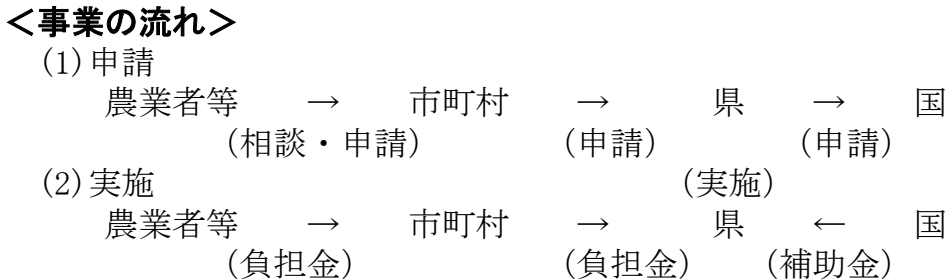 ＜事業の流れ＞
(1)申請
農業者等 → 市町村 → 県 → 国
(相談・申請) (申請) (申請)
(2)実施 (実施)
農業者等 → 市町村 → 県 ← 国
(負担金) (負担金) (補助金)